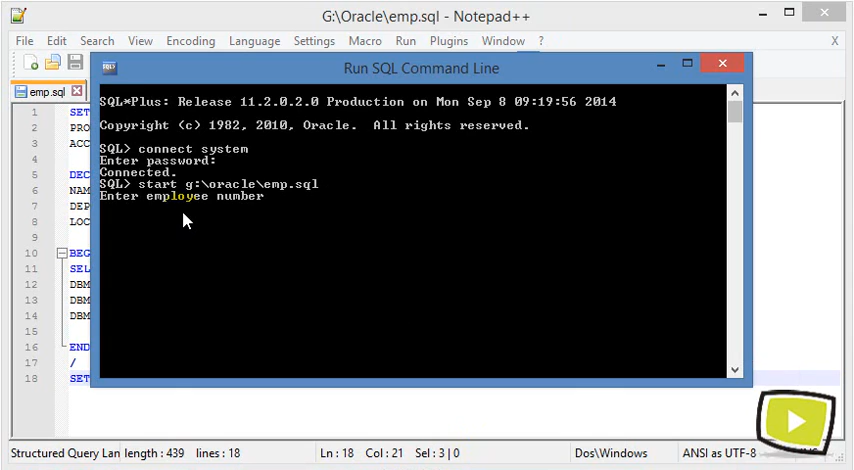 G:\Oracle\emp.sql - Notepad++
File Edit Search View Encoding Language Settings Macro Run Plugins Window ? X
Run SQL Command Line
emp.sql
SQL*Plus: Release 11.2.0.2.0 Production on Mon Sep 8 09:19:56 2014
Copyright (c) 1982, 2010, Oracle. All rights reserved.
SQL> connect system
Enter password:
Connected.
SQL> start g:\oracle\emp.sql
Enter employee number
1 SET
2 PRO
3 ACC
4
5 DEC
6 NAM
7 DEP
8 LOC
9
10 BEG
11 SEL
12 DBM
13 DBM
14 DBM
15
16 END
17 /
18 SET
Structured Query Lan length : 439 lines : 18 Ln : 18 Col : 21 Sel : 3 | 0 Dos\Windows ANSI as UTF-8